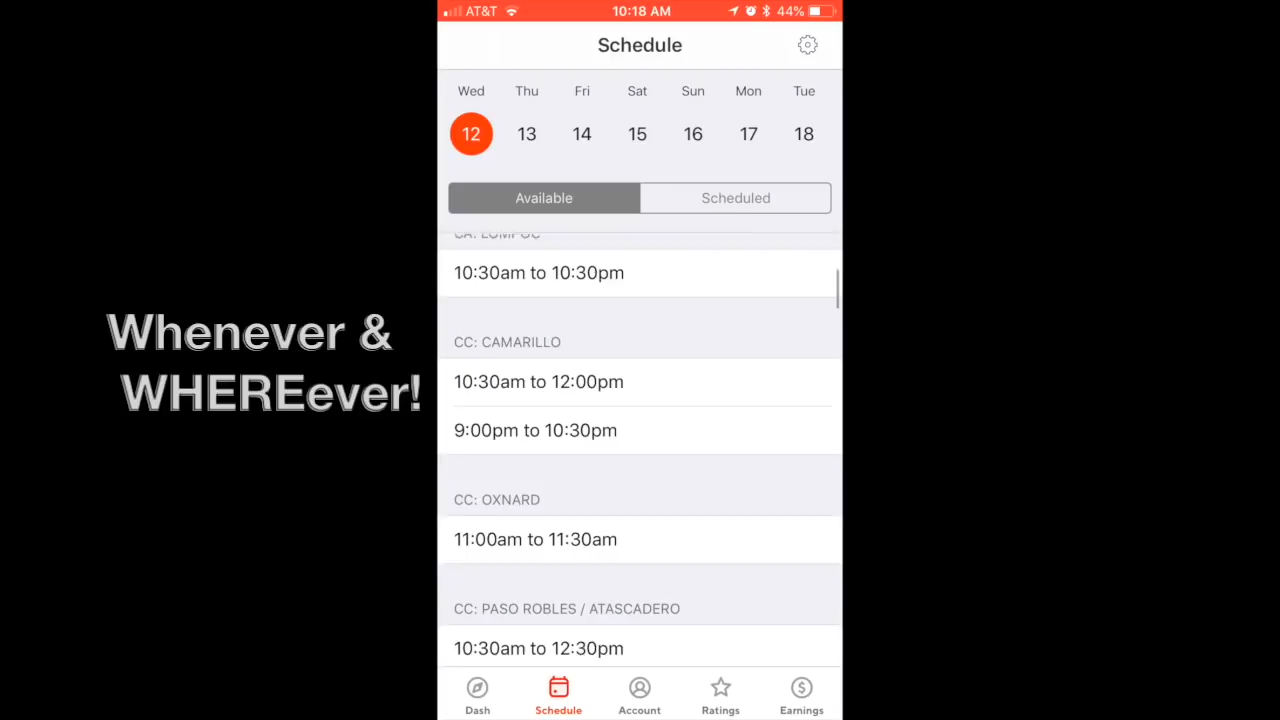 AT&T 10:18 AM 44%
Schedule
Wed Thu Fri Sat Sun Mon Tue
12 13 14 15 16 17 18
Available Scheduled
CA: LOMPOC
10:30am to 10:30pm
CC: CAMARILLO
10:30am to 12:00pm
9:00pm to 10:30pm
CC: OXNARD
11:00am to 11:30am
CC: PASO ROBLES / ATASCADERO
10:30am to 12:30pm
Dash Schedule Account Ratings Earnings
Whenever &
WHEREever!